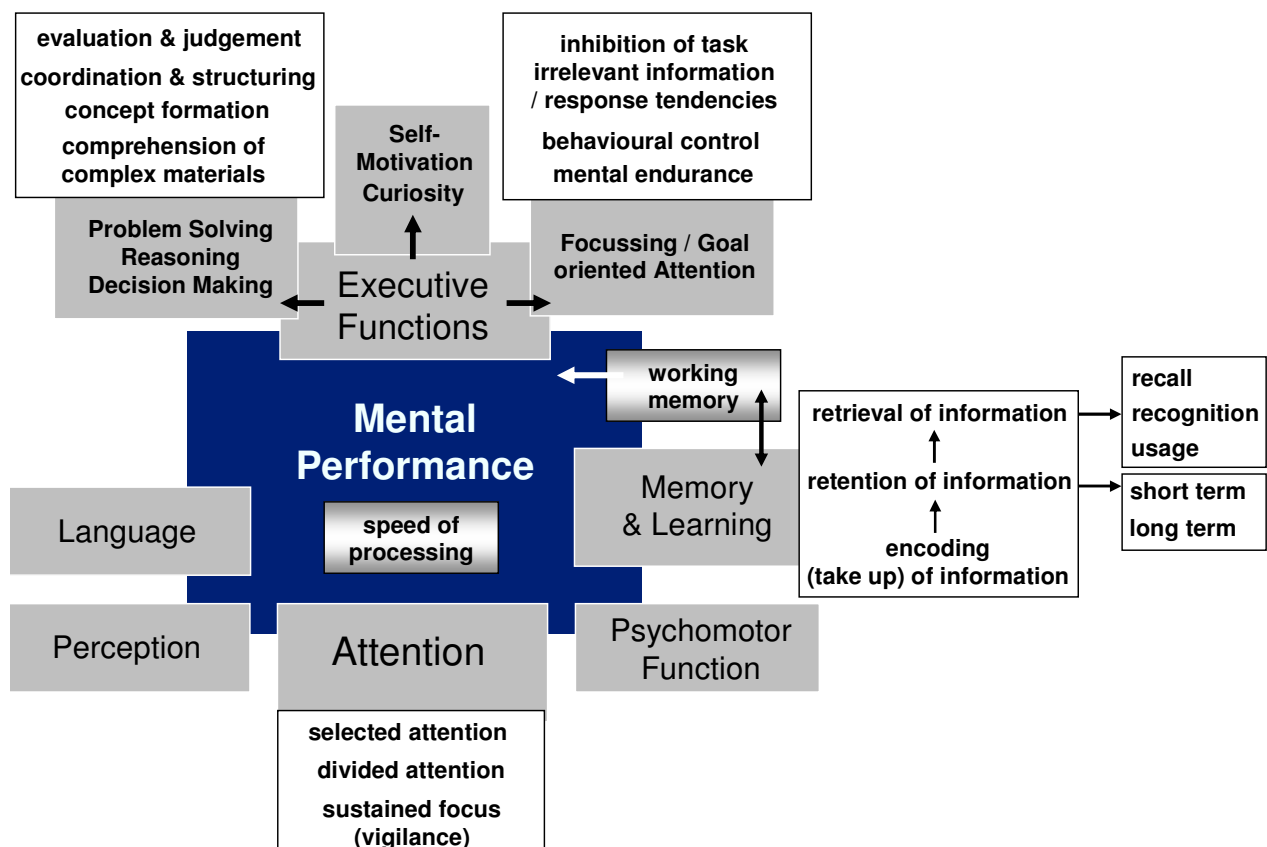 evaluation & judgement
coordination & structuring
concept formation
comprehension of
complex materials
inhibition of task
irrelevant information
/ response tendencies
behavioural control
mental endurance
Self-
Motivation
Curiosity
Problem Solving
Reasoning
Decision Making
Focussing / Goal
oriented Attention
Executive
Functions
working
memory
Mental
Performance
retrieval of information
retention of information
encoding
(take up) of information
recall
recognition
usage
short term
long term
Memory
& Learning
Language
speed of
processing
Perception
Attention
Psychomotor
Function
selected attention
divided attention
sustained focus
(vigilance)